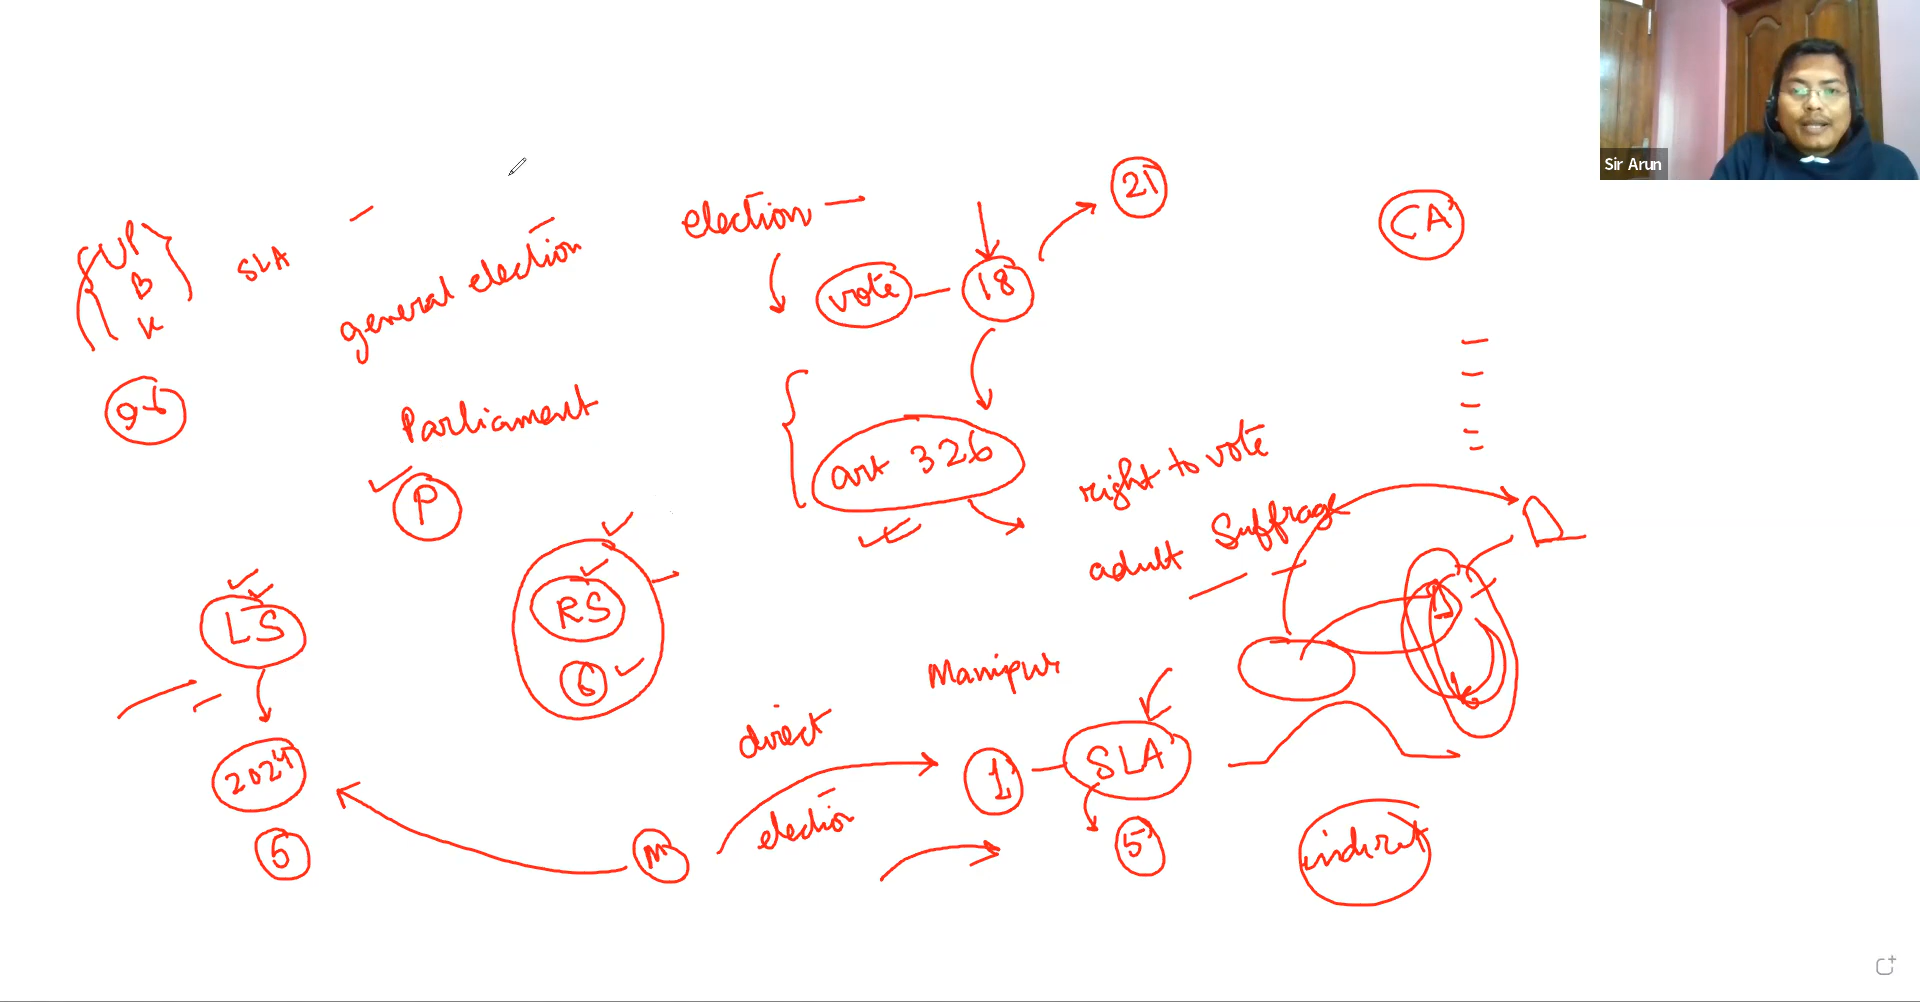 Sir Arun
21
CA
election
UP
B
K
SLA
general election
vote
18
96
Parliament
art 326
right to vote
P
adult Suffrage
LS
RS
6
Manipur
direct
2024
1
SLA
election
5
M
5
indirect